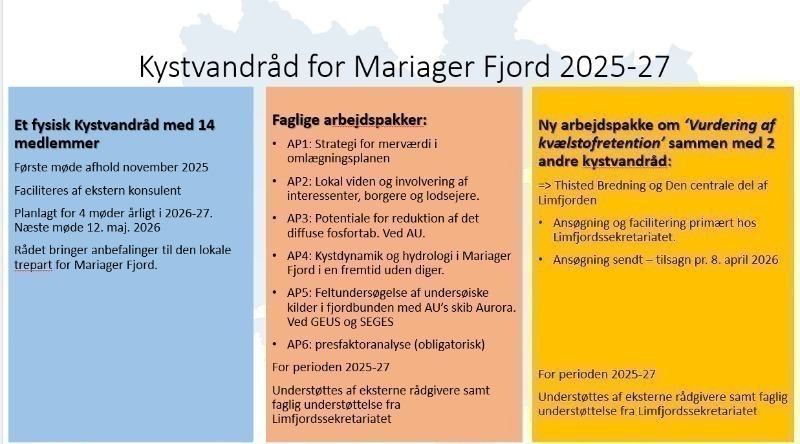 Kystvandråd for Mariager Fjord 2025-27
Et fysisk Kystvandråd med 14
medlemmer
Første møde afhold november 2025
Faciliteres af ekstern konsulent
Planlagt for 4 møder årligt i 2026-27.
Næste møde 12. maj. 2026
Rådet bringer anbefalinger til den lokale
trepart for Mariager Fjord.
Faglige arbejdspakker:
• AP1: Strategi for merværdi i
omlægningsplanen
• AP2: Lokal viden og involvering af
interessenter, borgere og lodsejere.
• AP3: Potentiale for reduktion af det
diffuse fosfortab. Ved AU.
• AP4: Kystdynamik og hydrologi i Mariager
Fjord i en fremtid uden diger.
• AP5: Feltundersøgelse af undersøiske
kilder i fjordbunden med AU's skib Aurora.
Ved GEUS og SEGES
• AP6: presfaktoranalyse (obligatorisk)
For perioden 2025-27
Understøttes af eksterne rådgivere samt
faglig understøttelse fra
Limfjordssekretariatet
Ny arbejdspakke om 'Vurdering af
kvælstofretention' sammen med 2
andre kystvandråd:
=> Thisted Bredning og Den centrale del af
Limfjorden
• Ansøgning og facilitering primært hos
Limfjordssekretariatet.
• Ansøgning sendt – tilsagn pr. 8. april 2026
For perioden 2025-27
Understøttes af eksterne rådgivere samt faglig
understøttelse fra Limfjordssekretariatet